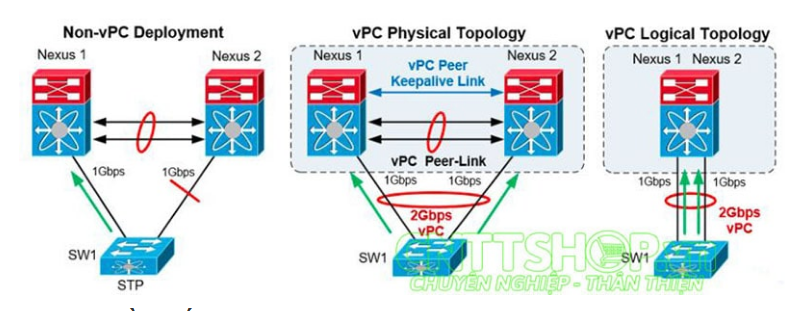 Non-vPC Deployment
Nexus 1
Nexus 2
1Gbps
1Gbps
SW1
STP
vPC Physical Topology
Nexus 1
Nexus 2
vPC Peer
Keepalive Link
vPC Peer-Link
1Gbps
1Gbps
2Gbps
vPC
SW1
vPC Logical Topology
Nexus 1 Nexus 2
1Gbps
1Gbps
2Gbps
vPC
SW1
CHUYÊN NGHIỆP - THÂN THIỆN